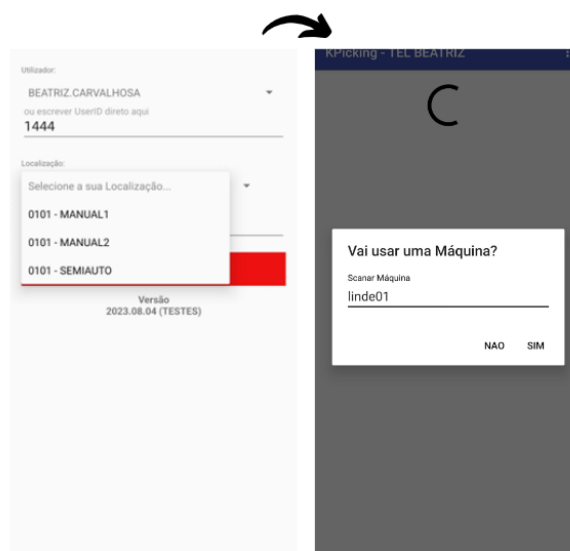 Utilizador:
BEATRIZ.CARVALHOSA
ou escrever UserID direto aqui
1444
Localização:
Selecione a sua Localização...
0101 - MANUAL1
0101 - MANUAL2
0101 - SEMIAUTO
Versão
2023.08.04 (TESTES)
KPicking - TEL BEATRIZ
Vai usar uma Máquina?
Scanar Máquina
linde01
NAO SIM